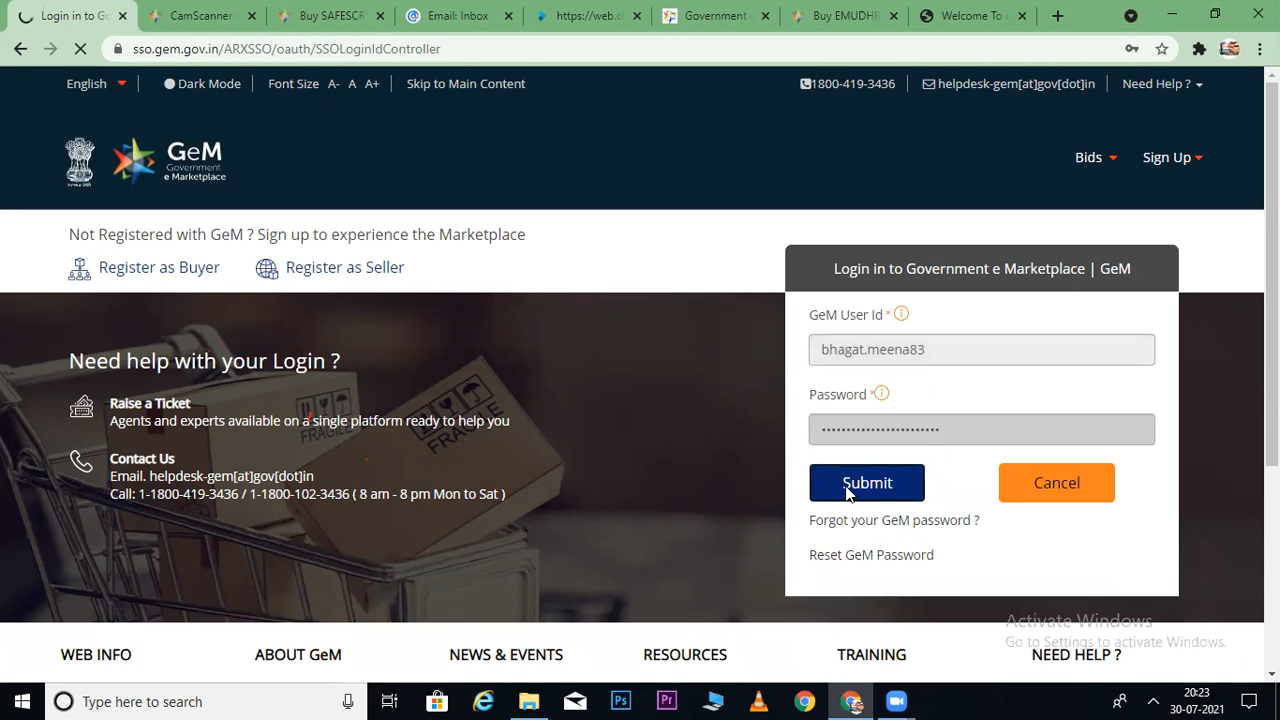 Login in to Go
CamScanner
Buy SAFESCR
Email: Inbox
https://web.cl
Government a
Buy EMUDHR
Welcome To e
sso.gem.gov.in/ARXSSO/oauth/SSOLoginIdController
English
Dark Mode
Font Size A- A A+
Skip to Main Content
1800-419-3436
helpdesk-gem[at]gov[dot]in
Need Help ?
GeM
Government
e Marketplace
Bids
Sign Up
Not Registered with GeM ? Sign up to experience the Marketplace
Register as Buyer
Register as Seller
Login in to Government e Marketplace | GeM
GeM User Id *
bhagat.meena83
Password *
Submit
Cancel
Forgot your GeM password ?
Reset GeM Password
Need help with your Login ?
Raise a Ticket
Agents and experts available on a single platform ready to help you
Contact Us
Email. helpdesk-gem[at]gov[dot]in
Call: 1-1800-419-3436 / 1-1800-102-3436 ( 8 am - 8 pm Mon to Sat )
FRAGILE
FRAGILE
Activate Windows
Go to Settings to activate Windows.
WEB INFO
ABOUT GeM
NEWS & EVENTS
RESOURCES
TRAINING
NEED HELP ?
Type here to search
Ps
Pr
20:23
30-07-2021